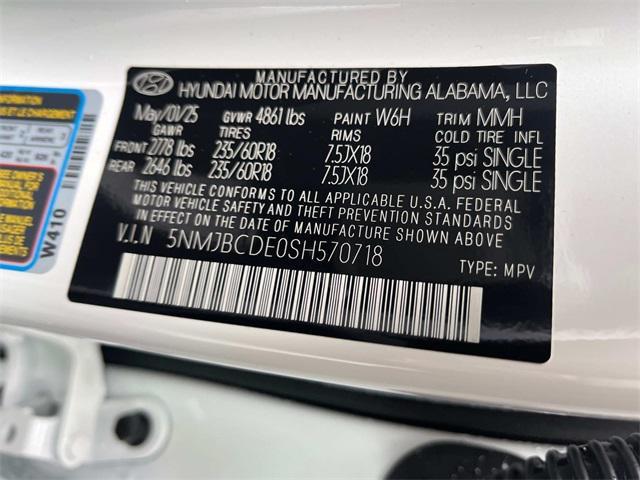 MANUFACTURED BY
HYUNDAI MOTOR MANUFACTURING ALABAMA, LLC
May/01/25 GVWR 4861 lbs PAINT W6H TRIM MMH
GAWR TIRES RIMS COLD TIRE INFL
FRONT 2778 lbs 235/60R18 7.5JX18 35 psi SINGLE
REAR 2646 lbs 235/60R18 7.5JX18 35 psi SINGLE
THIS VEHICLE CONFORMS TO ALL APPLICABLE U.S.A. FEDERAL
MOTOR VEHICLE SAFETY AND THEFT PREVENTION STANDARDS
IN EFFECT ON THE DATE OF MANUFACTURE SHOWN ABOVE
V.I.N 5NMJBCDE0SH570718
TYPE: MPV
W410